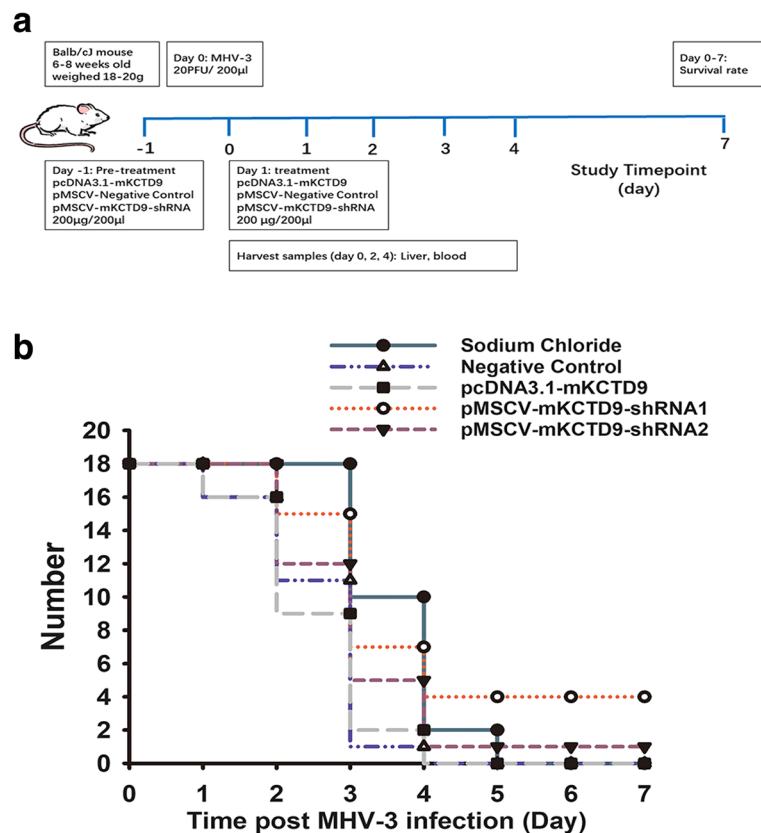 a
Balb/cJ mouse
6-8 weeks old
weighed 18-20g
Day 0: MHV-3
20PFU/ 200μl
Day 0-7:
Survival rate
-1
0
1
2
3
4
7
Day -1: Pre-treatment
pcDNA3.1-mKCTD9
pMSCV-Negative Control
pMSCV-mKCTD9-shRNA
200μg/200μl
Day 1: treatment
pcDNA3.1-mKCTD9
pMSCV-Negative Control
pMSCV-mKCTD9-shRNA
200 μg/200μl
Study Timepoint
(day)
Harvest samples (day 0, 2, 4): Liver, blood
b
Sodium Chloride
Negative Control
pcDNA3.1-mKCTD9
pMSCV-mKCTD9-shRNA1
pMSCV-mKCTD9-shRNA2
Number
20
18
16
14
12
10
8
6
4
2
0
0 1 2 3 4 5 6 7
Time post MHV-3 infection (Day)